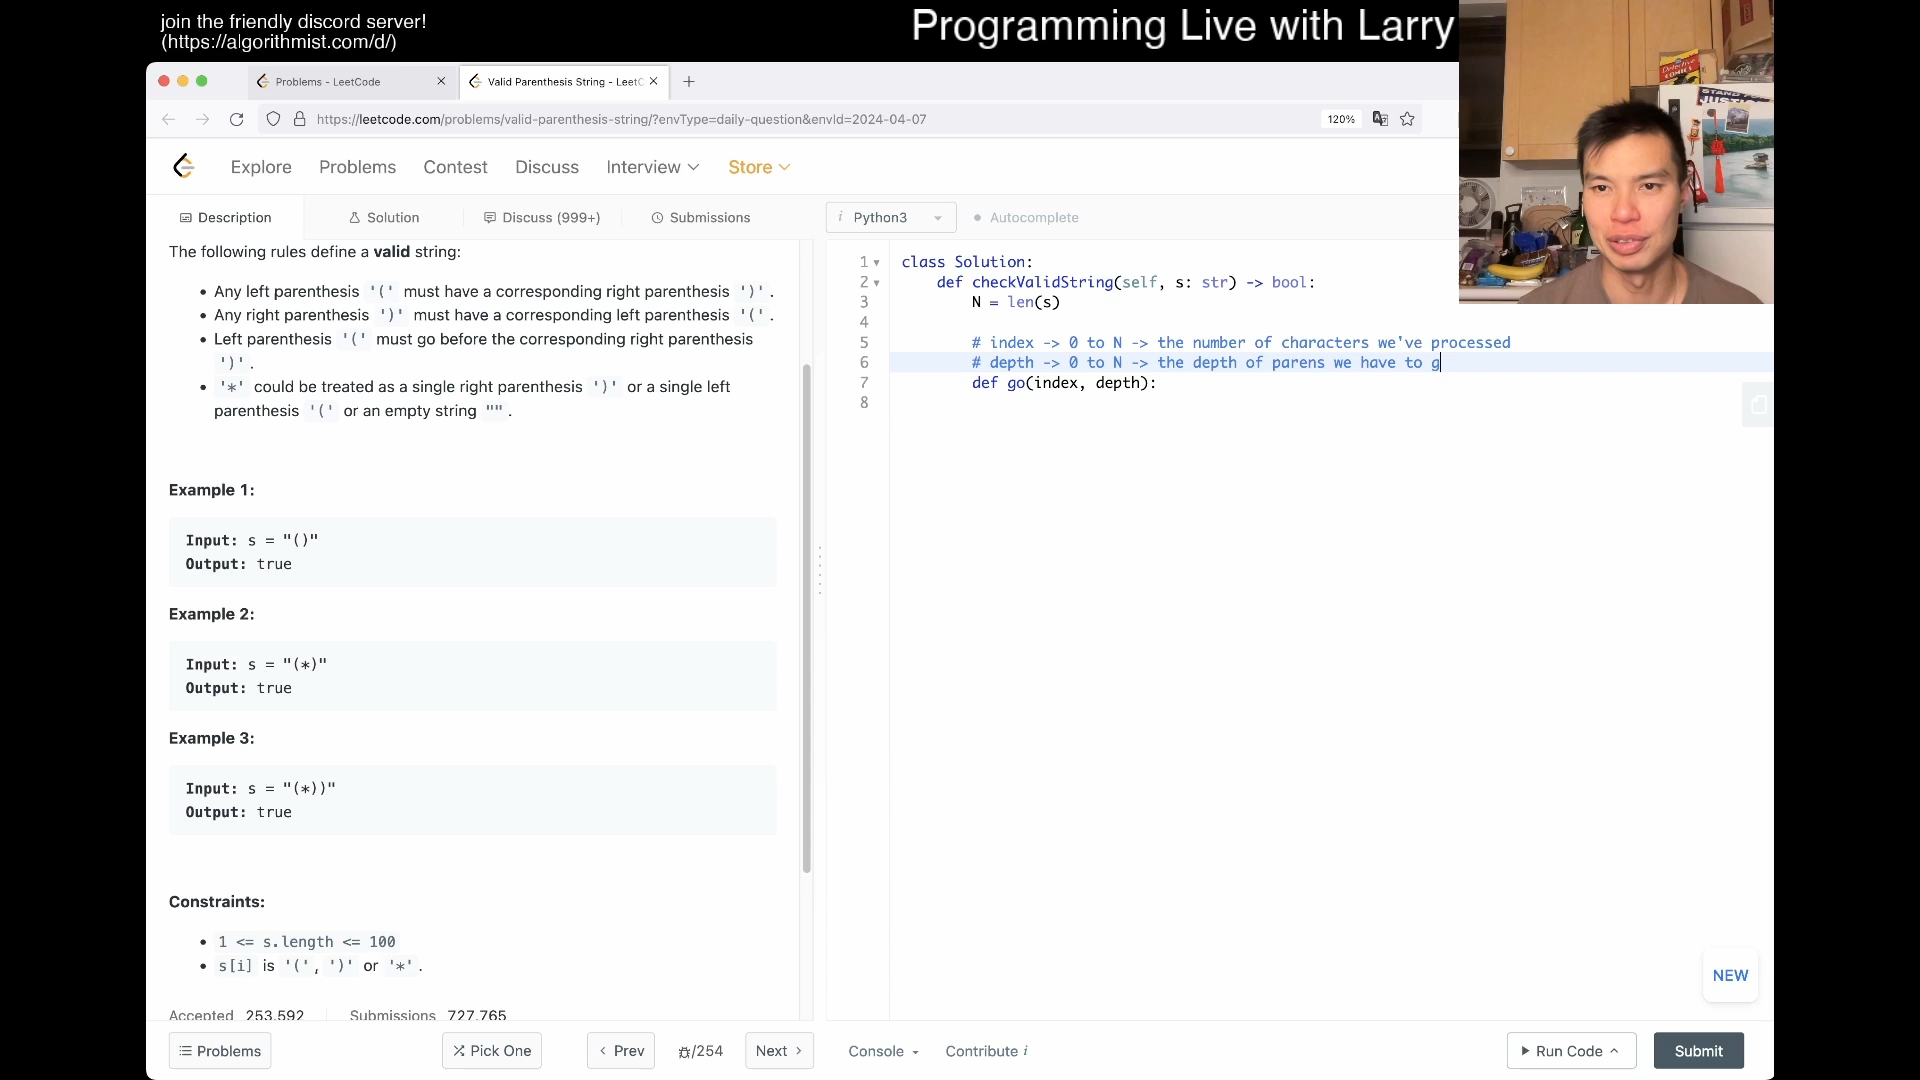 join the friendly discord server!
(https://algorithmist.com/d/)
Programming Live with Larry
Problems - LeetCode
Valid Parenthesis String - LeetC
https://leetcode.com/problems/valid-parenthesis-string/?envType=daily-question&envId=2024-04-07
120%
Explore Problems Contest Discuss Interview Store
Description Solution Discuss (999+) Submissions
i Python3 Autocomplete
The following rules define a valid string:
• Any left parenthesis '(' must have a corresponding right parenthesis ')'.
• Any right parenthesis ')' must have a corresponding left parenthesis '('.
• Left parenthesis '(' must go before the corresponding right parenthesis
')'.
• '*' could be treated as a single right parenthesis ')' or a single left
parenthesis '(' or an empty string "".
Example 1:
Input: s = "()"
Output: true
Example 2:
Input: s = "(*)"
Output: true
Example 3:
Input: s = "(*))"
Output: true
Constraints:
• 1 <= s.length <= 100
• s[i] is '(', ')' or '*'.
Accepted 253,592 Submissions 727,765
1 class Solution:
2 def checkValidString(self, s: str) -> bool:
3 N = len(s)
4
5 # index -> 0 to N -> the number of characters we've processed
6 # depth -> 0 to N -> the depth of parens we have to g
7 def go(index, depth):
8
NEW
Problems Pick One Prev /254 Next Console Contribute i Run Code Submit
DETECTIVE COMICS